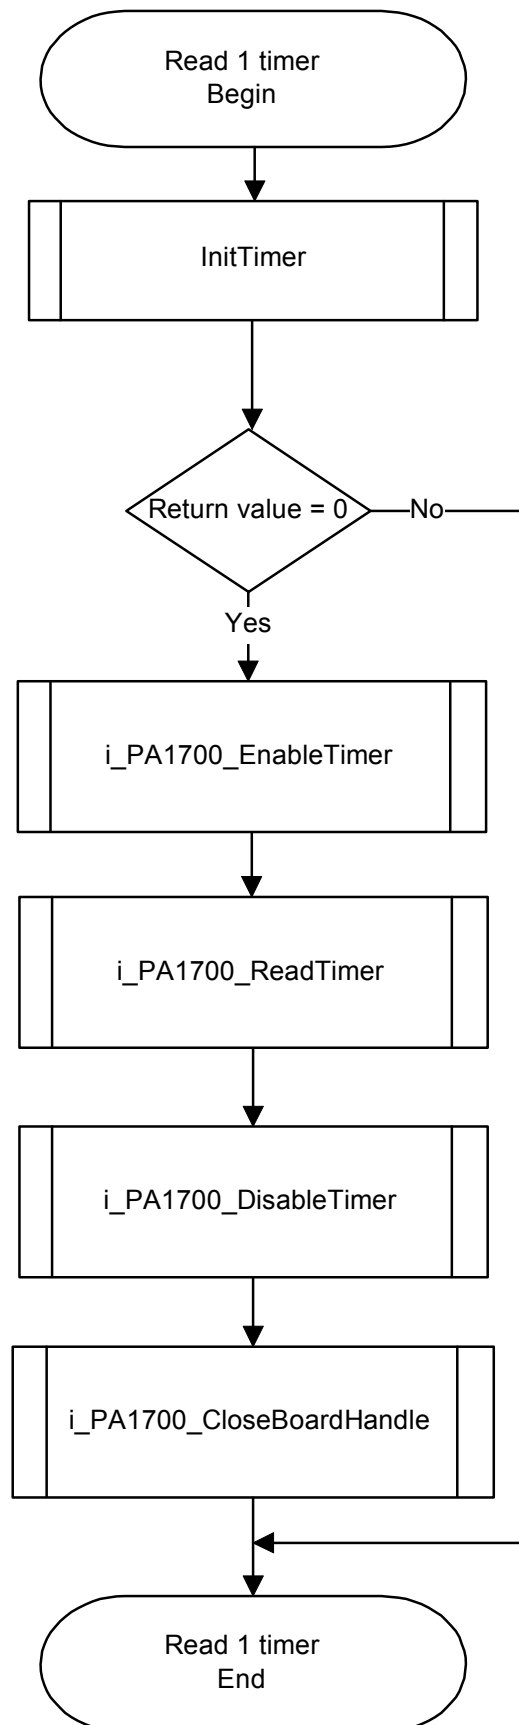 Read 1 timer
Begin
InitTimer
Return value = 0
No
Yes
i_PA1700_EnableTimer
i_PA1700_ReadTimer
i_PA1700_DisableTimer
i_PA1700_CloseBoardHandle
Read 1 timer
End